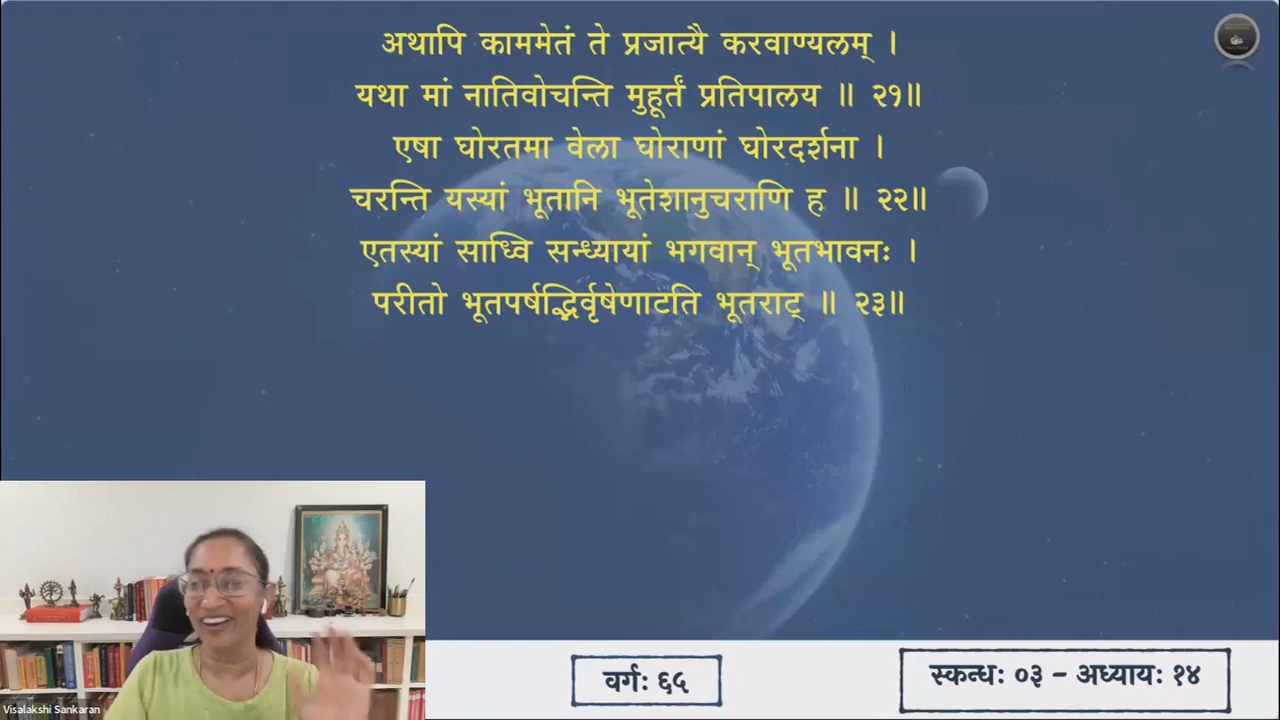 अथापि काममेतं ते प्रजात्यै करवाण्यलम् ।
यथा मां नातिवोचन्ति मुहूर्तं प्रतिपालय ॥ २१॥
एषा घोरतमा वेला घोराणां घोरदर्शना ।
चरन्ति यस्यां भूतानि भूतेशानुचराणि ह ॥ २२॥
एतस्यां साध्वि सन्ध्यायां भगवान् भूतभावनः ।
परीतो भूतपर्षद्भिर्वृषेणाटति भूतराट् ॥ २३॥
Visalakshi Sankaran
वर्गः ६५
स्कन्धः ०३ - अध्यायः १४